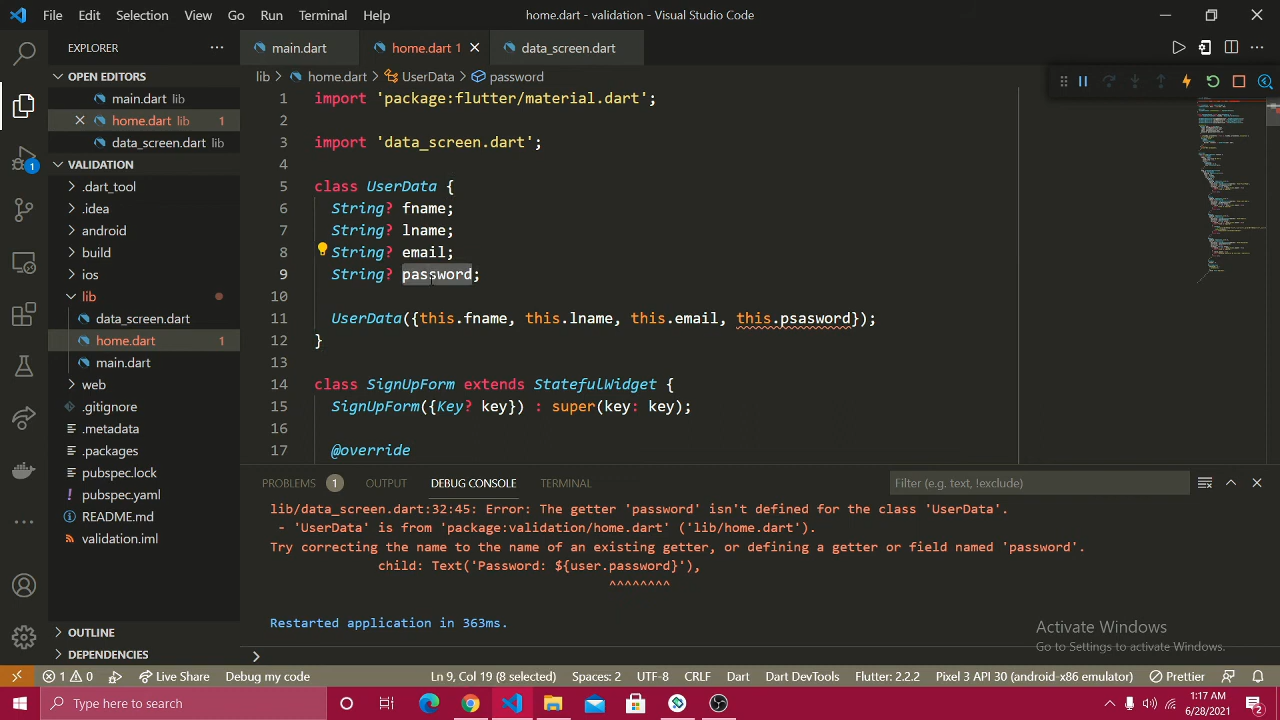 File Edit Selection View Go Run Terminal Help
home.dart - validation - Visual Studio Code
EXPLORER
main.dart
home.dart 1
data_screen.dart
OPEN EDITORS
lib
home.dart
UserData
password
main.dart lib
home.dart lib 1
data_screen.dart lib
VALIDATION
.dart_tool
.idea
android
build
ios
lib
data_screen.dart
home.dart 1
main.dart
web
.gitignore
.metadata
.packages
pubspec.lock
pubspec.yaml
README.md
validation.iml
OUTLINE
DEPENDENCIES
1
1 import 'package:flutter/material.dart';
2
3 import 'data_screen.dart';
4
5 class UserData {
6 String? fname;
7 String? lname;
8 String? email;
9 String? password;
10
11 UserData({this.fname, this.lname, this.email, this.psasword});
12 }
13
14 class SignUpForm extends StatefulWidget {
15 SignUpForm({Key? key}) : super(key: key);
16
17 @override
PROBLEMS 1 OUTPUT DEBUG CONSOLE TERMINAL
Filter (e.g. text, !exclude)
lib/data_screen.dart:32:45: Error: The getter 'password' isn't defined for the class 'UserData'.
- 'UserData' is from 'package:validation/home.dart' ('lib/home.dart').
Try correcting the name to the name of an existing getter, or defining a getter or field named 'password'.
child: Text('Password: ${user.password}'),
^^^^^^^^
Restarted application in 363ms.
Activate Windows
Go to Settings to activate Windows.
1 0 Live Share Debug my code Ln 9, Col 19 (8 selected) Spaces: 2 UTF-8 CRLF Dart Dart DevTools Flutter: 2.2.2 Pixel 3 API 30 (android-x86 emulator) Prettier
Type here to search
1:17 AM
6/28/2021
2